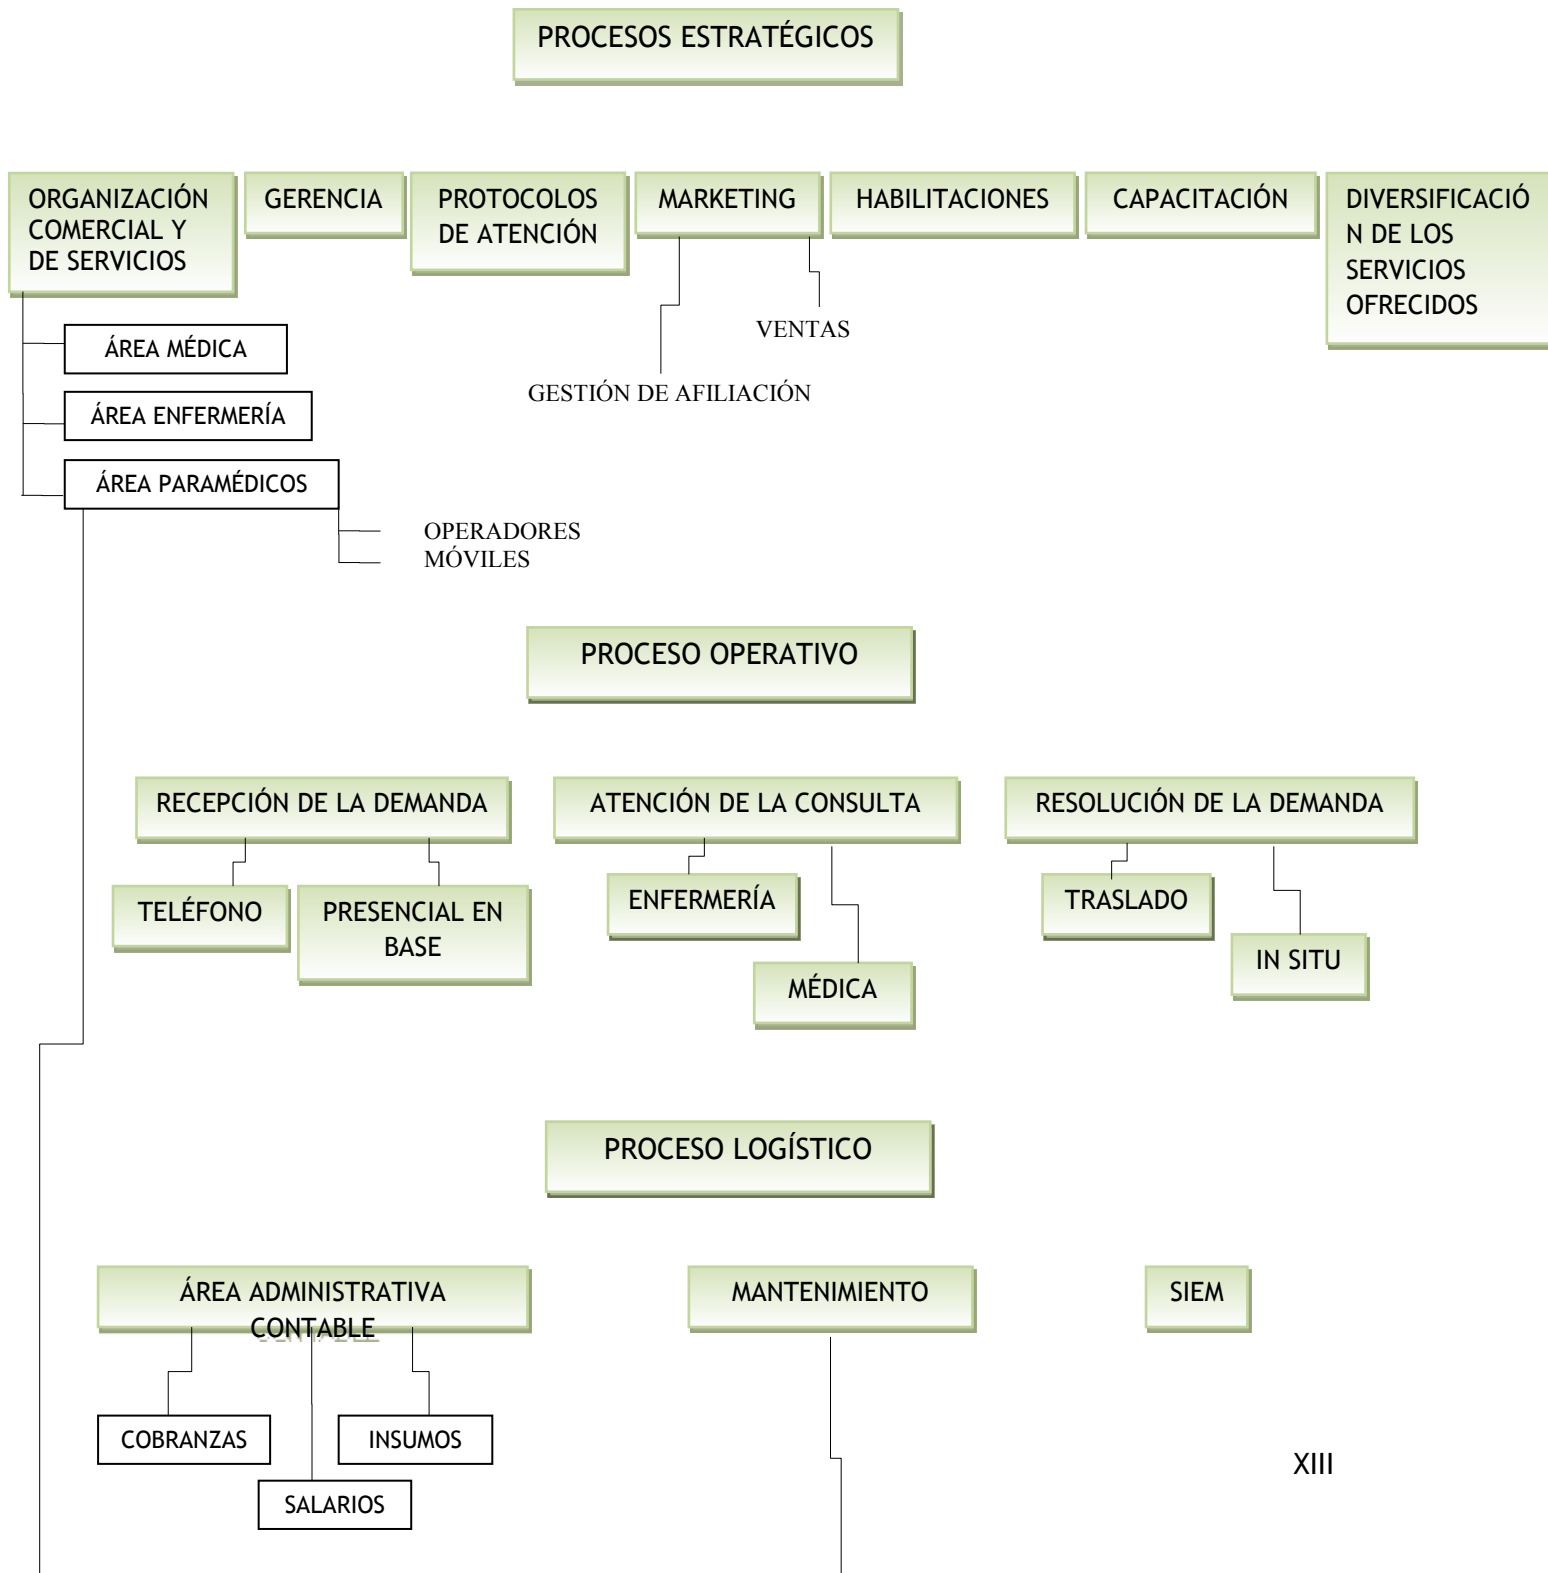 PROCESOS ESTRATÉGICOS
ORGANIZACIÓN
COMERCIAL Y
DE SERVICIOS
GERENCIA
PROTOCOLOS
DE ATENCIÓN
MARKETING
HABILITACIONES
CAPACITACIÓN
DIVERSIFICACIÓ
N DE LOS
SERVICIOS
OFRECIDOS
VENTAS
GESTIÓN DE AFILIACIÓN
ÁREA MÉDICA
ÁREA ENFERMERÍA
ÁREA PARAMÉDICOS
OPERADORES
MÓVILES
PROCESO OPERATIVO
RECEPCIÓN DE LA DEMANDA
ATENCIÓN DE LA CONSULTA
RESOLUCIÓN DE LA DEMANDA
TELÉFONO
PRESENCIAL EN
BASE
ENFERMERÍA
MÉDICA
TRASLADO
IN SITU
PROCESO LOGÍSTICO
ÁREA ADMINISTRATIVA
CONTABLE
MANTENIMIENTO
SIEM
COBRANZAS
INSUMOS
SALARIOS
XIII